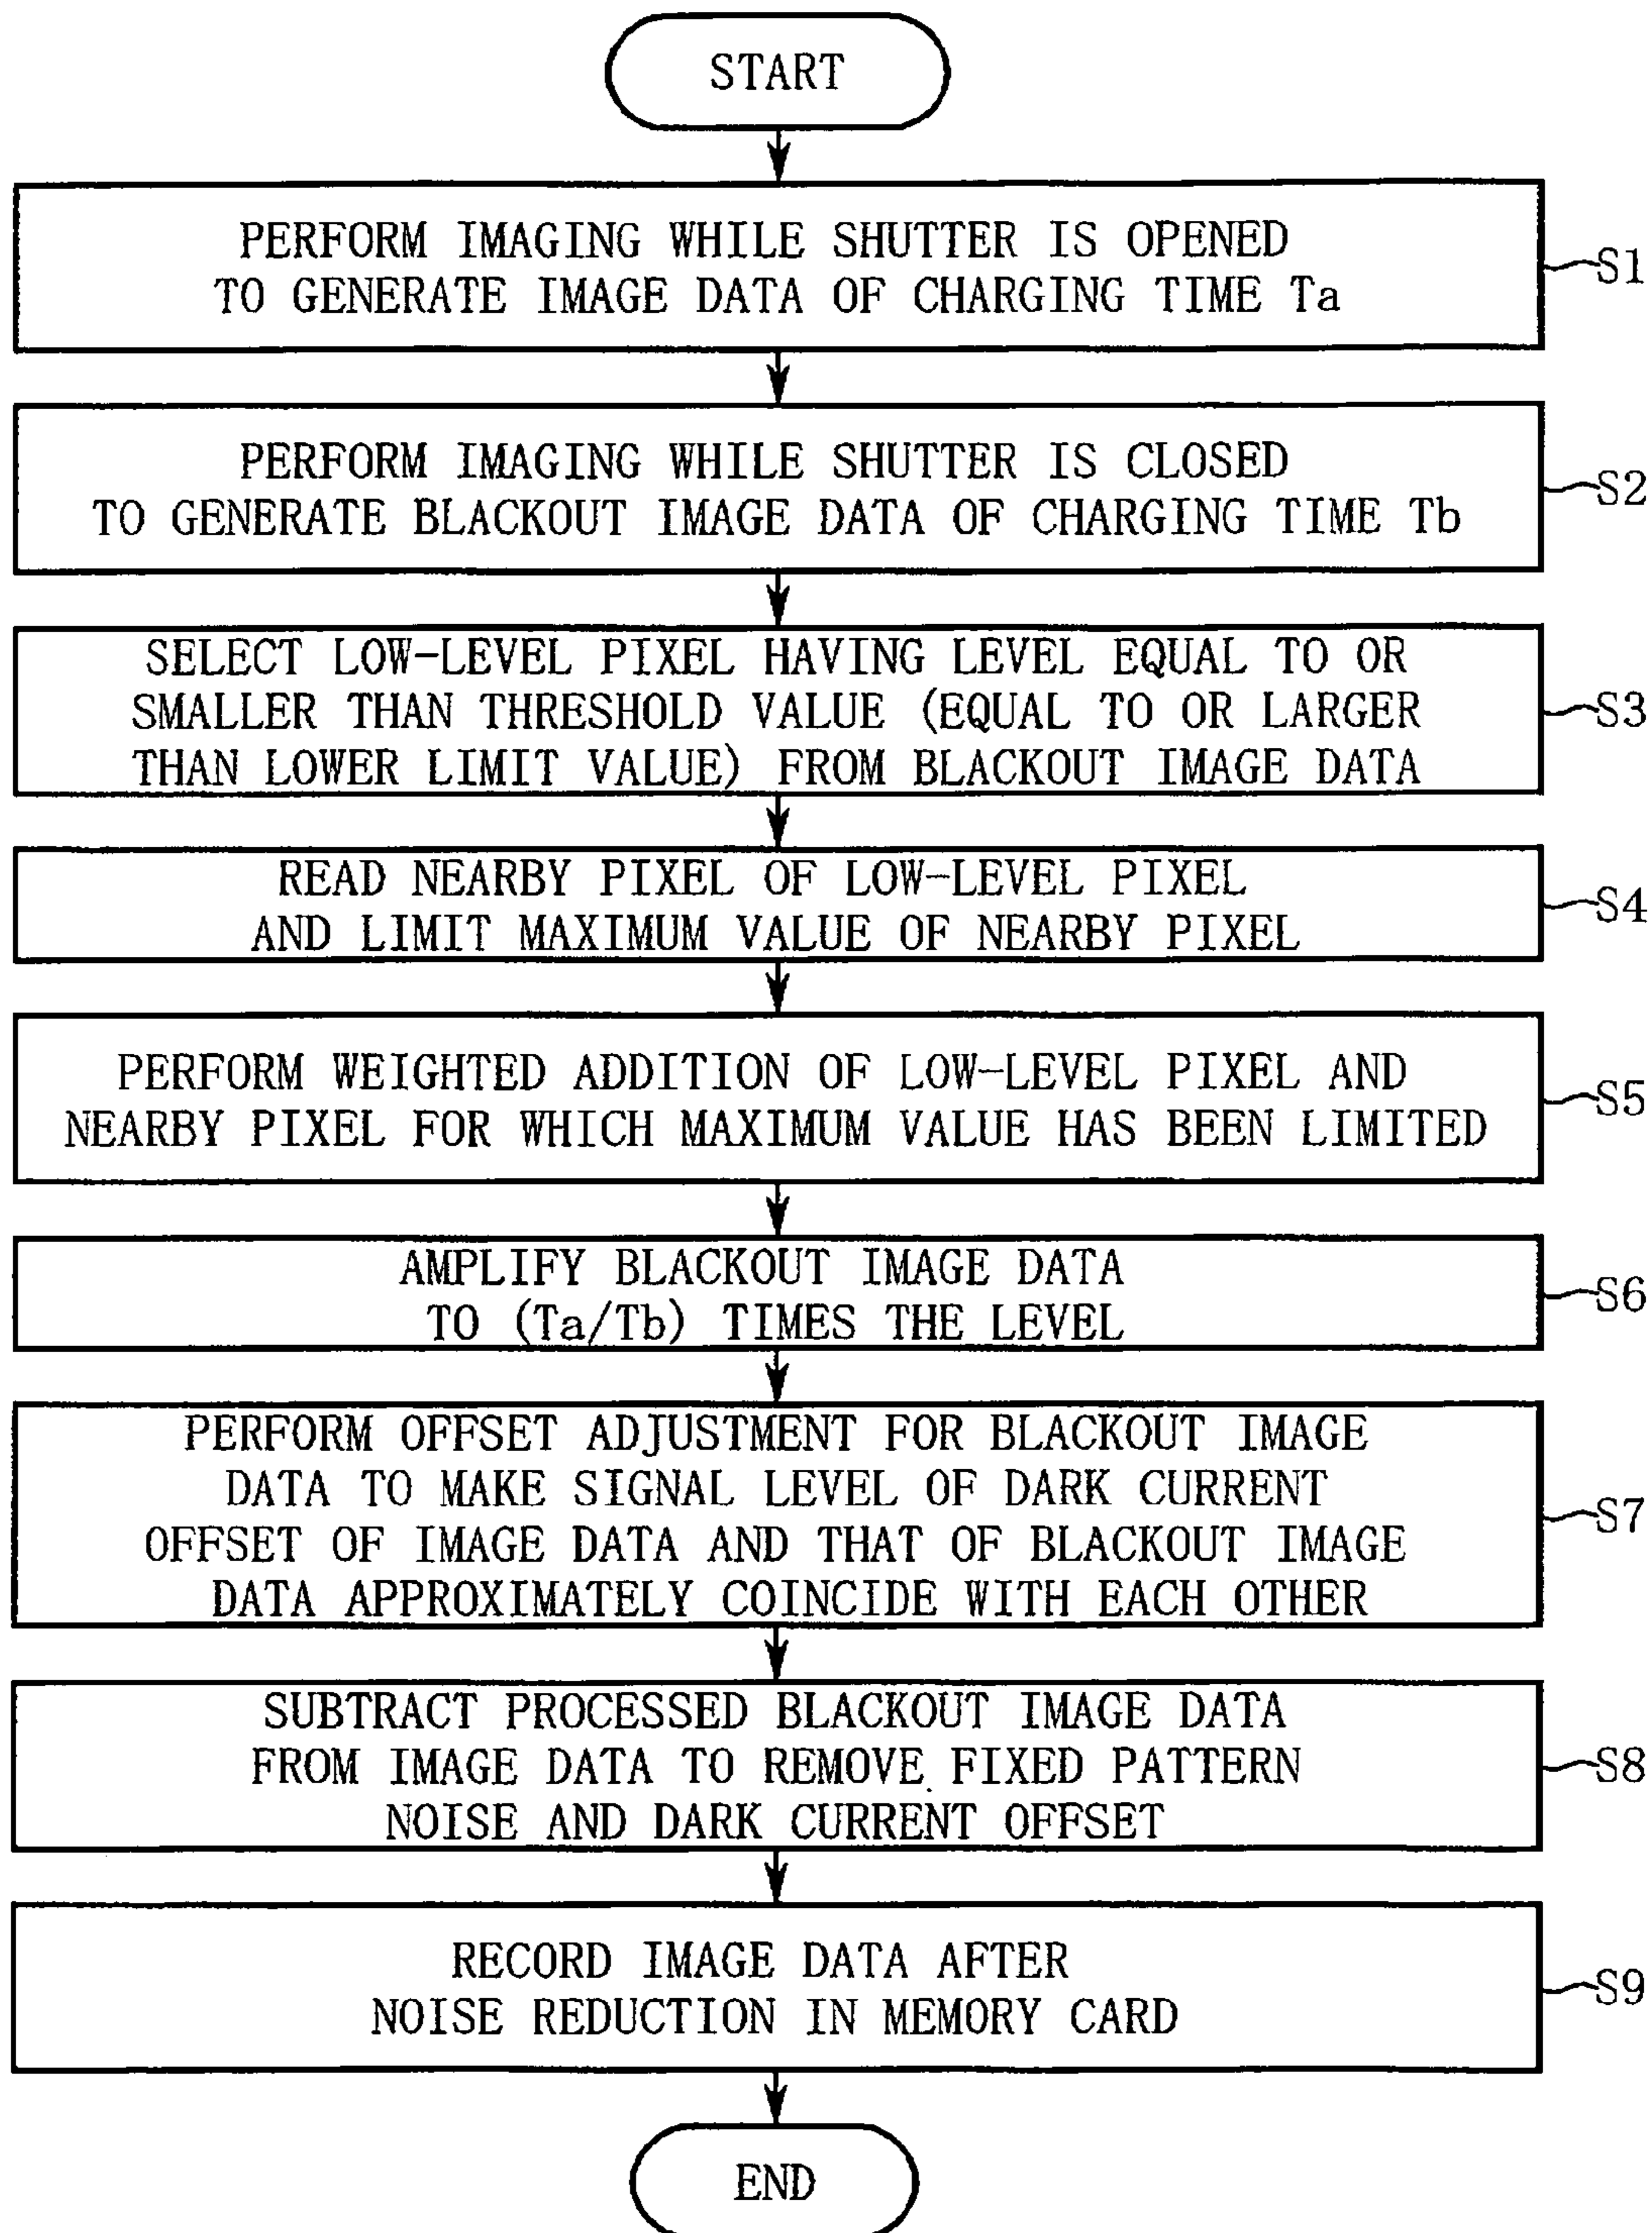 START
PERFORM IMAGING WHILE SHUTTER IS OPENED
TO GENERATE IMAGE DATA OF CHARGING TIME Ta
S1
PERFORM IMAGING WHILE SHUTTER IS CLOSED
TO GENERATE BLACKOUT IMAGE DATA OF CHARGING TIME Tb
S2
SELECT LOW-LEVEL PIXEL HAVING LEVEL EQUAL TO OR
SMALLER THAN THRESHOLD VALUE (EQUAL TO OR LARGER
THAN LOWER LIMIT VALUE) FROM BLACKOUT IMAGE DATA
S3
READ NEARBY PIXEL OF LOW-LEVEL PIXEL
AND LIMIT MAXIMUM VALUE OF NEARBY PIXEL
S4
PERFORM WEIGHTED ADDITION OF LOW-LEVEL PIXEL AND
NEARBY PIXEL FOR WHICH MAXIMUM VALUE HAS BEEN LIMITED
S5
AMPLIFY BLACKOUT IMAGE DATA
TO (Ta/Tb) TIMES THE LEVEL
S6
PERFORM OFFSET ADJUSTMENT FOR BLACKOUT IMAGE
DATA TO MAKE SIGNAL LEVEL OF DARK CURRENT
OFFSET OF IMAGE DATA AND THAT OF BLACKOUT IMAGE
DATA APPROXIMATELY COINCIDE WITH EACH OTHER
S7
SUBTRACT PROCESSED BLACKOUT IMAGE DATA
FROM IMAGE DATA TO REMOVE FIXED PATTERN
NOISE AND DARK CURRENT OFFSET
S8
RECORD IMAGE DATA AFTER
NOISE REDUCTION IN MEMORY CARD
S9
END